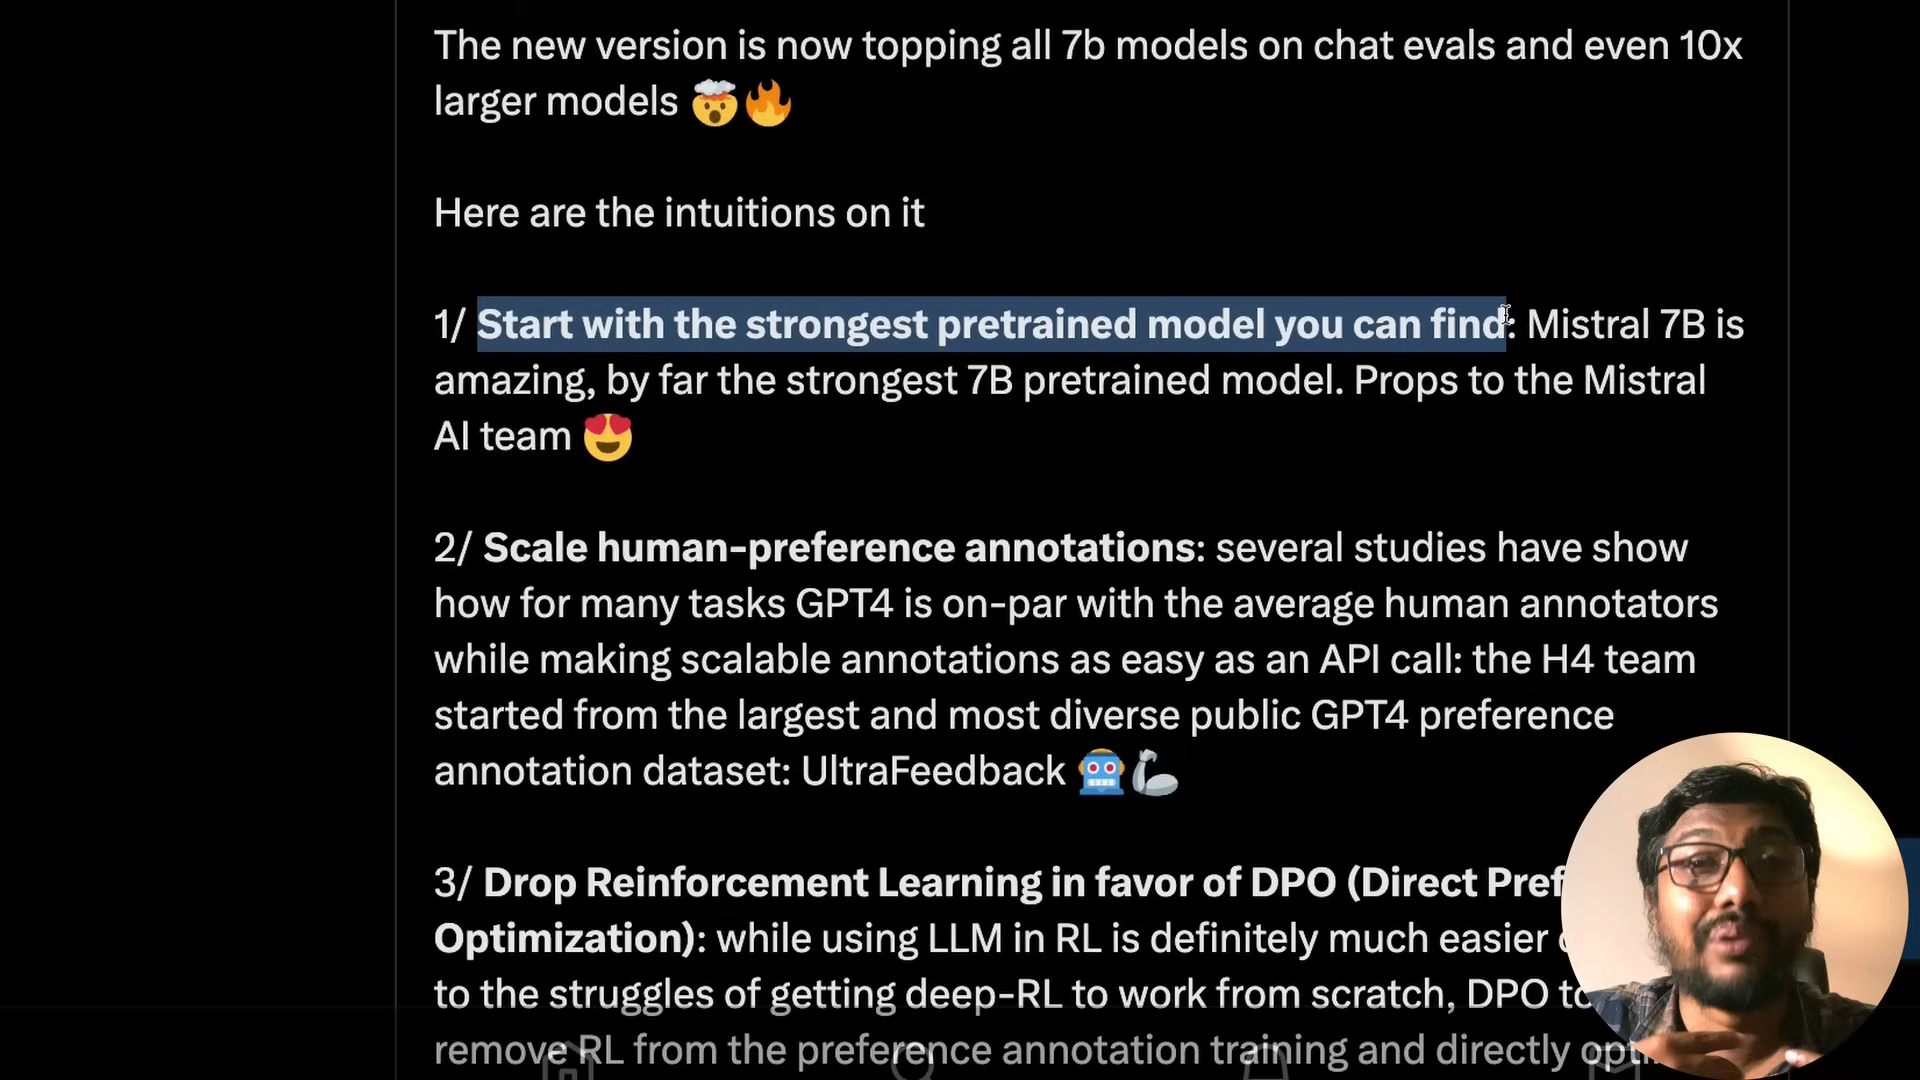 The new version is now topping all 7b models on chat evals and even 10x
larger models 🤯🔥
Here are the intuitions on it
1/ Start with the strongest pretrained model you can find: Mistral 7B is
amazing, by far the strongest 7B pretrained model. Props to the Mistral
AI team 😍
2/ Scale human-preference annotations: several studies have show
how for many tasks GPT4 is on-par with the average human annotators
while making scalable annotations as easy as an API call: the H4 team
started from the largest and most diverse public GPT4 preference
annotation dataset: UltraFeedback 🤖🦾
3/ Drop Reinforcement Learning in favor of DPO (Direct Pref
Optimization): while using LLM in RL is definitely much easier
to the struggles of getting deep-RL to work from scratch, DPO
remove RL from the preference annotation training and directly